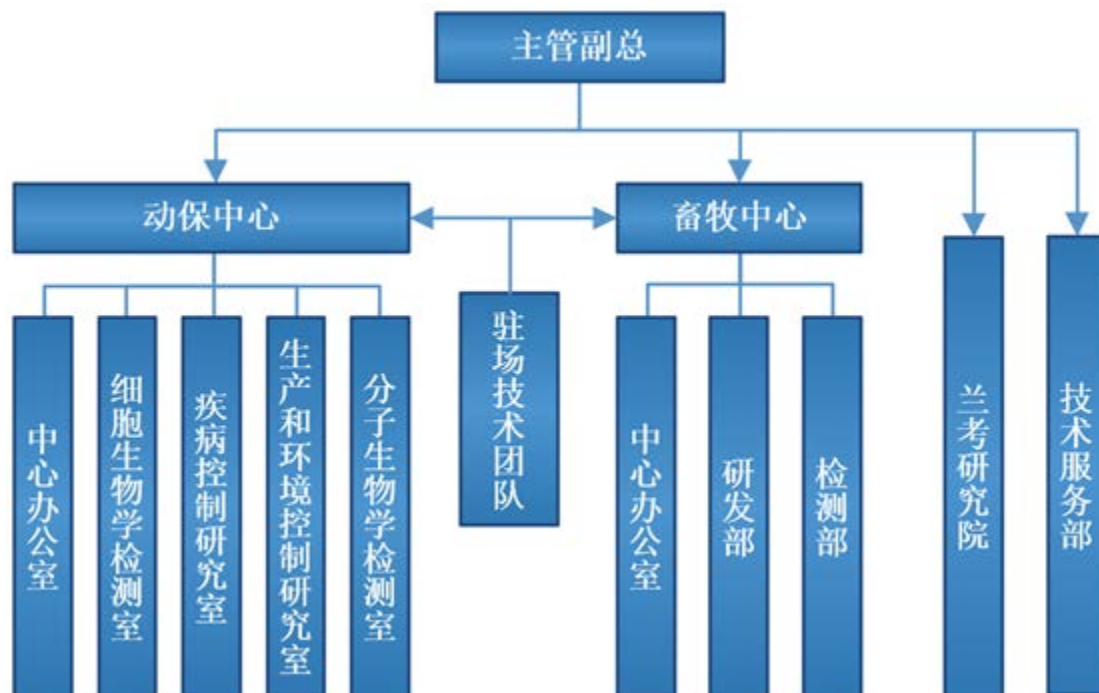 主管副总
动保中心
畜牧中心
中心办公室
细胞生物学检测室
疾病控制研究室
生产和环境控制研究室
分子生物学检测室
驻场技术团队
中心办公室
研发部
检测部
兰考研究院
技术服务部